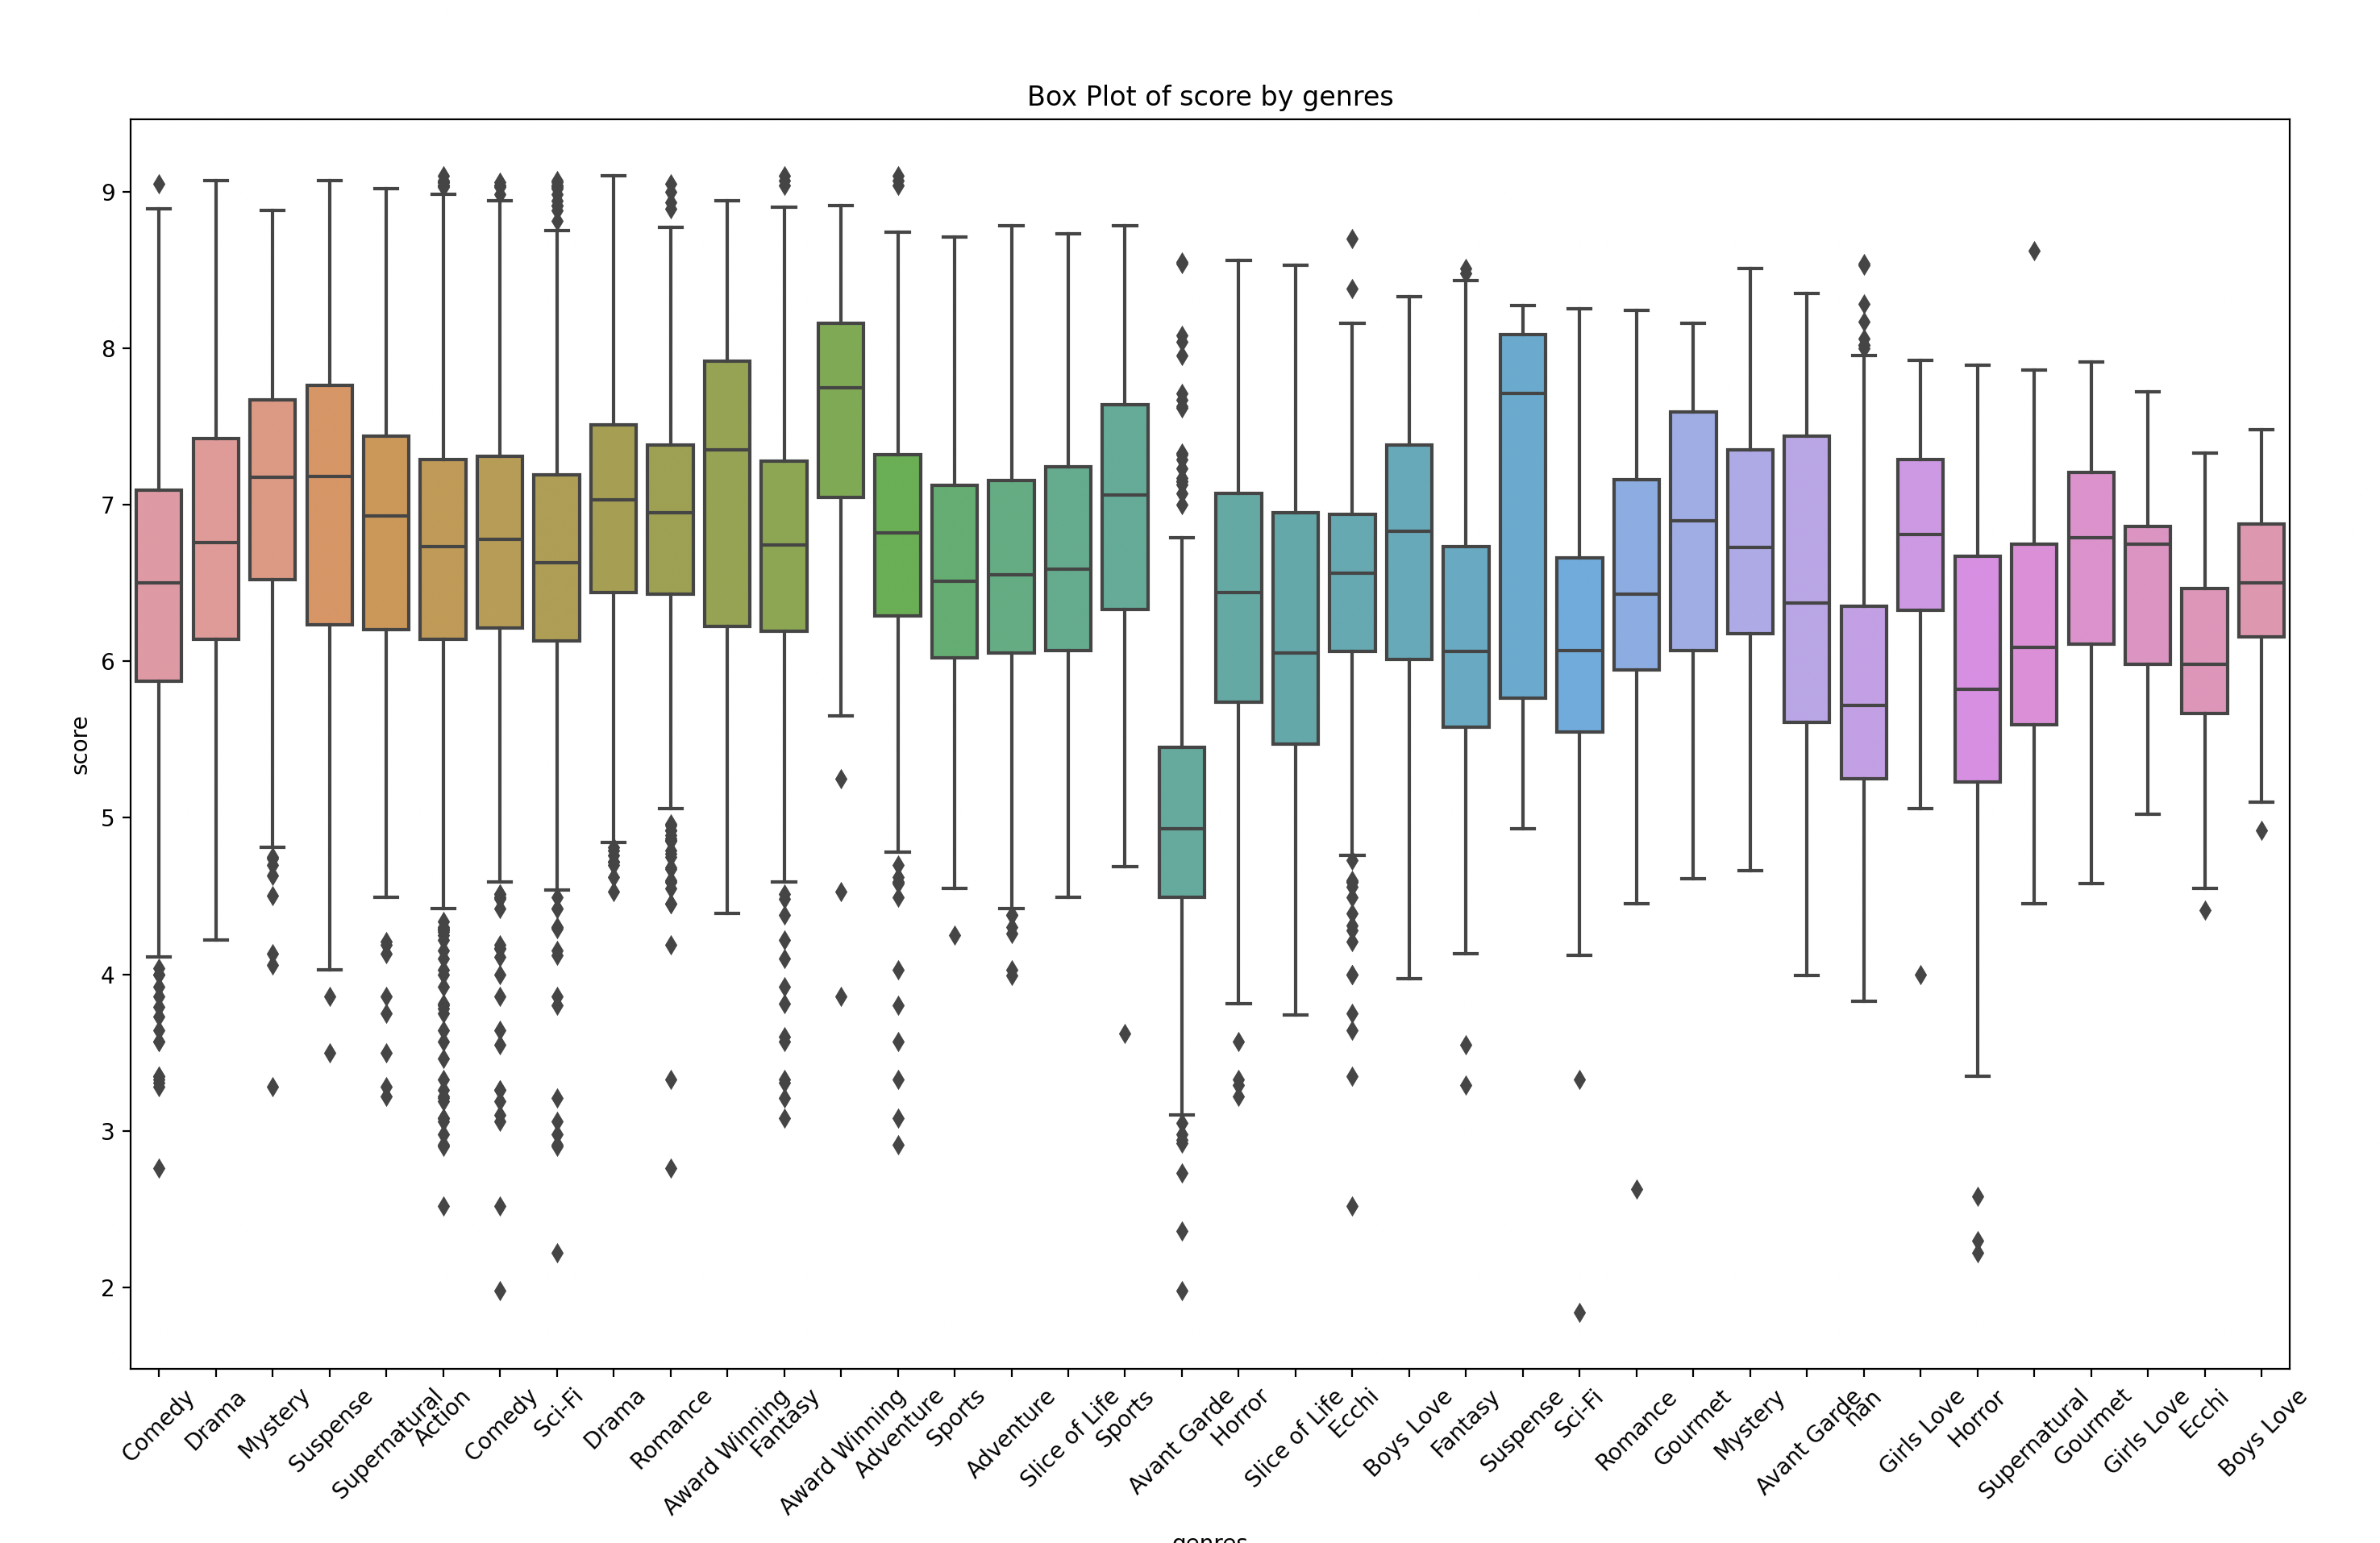 Box Plot of score by genres
9
8
7
6
5
4
3
2
score
Comedy
Drama
Mystery
Suspense
Supernatural
Action
Comedy
Sci-Fi
Drama
Romance
Award Winning
Fantasy
Award Winning
Adventure
Sports
Adventure
Slice of Life
Sports
Avant Garde
Horror
Slice of Life
Ecchi
Boys Love
Fantasy
Suspense
Sci-Fi
Romance
Gourmet
Mystery
Avant Garde
nan
Girls Love
Horror
Supernatural
Gourmet
Girls Love
Ecchi
Boys Love
genres